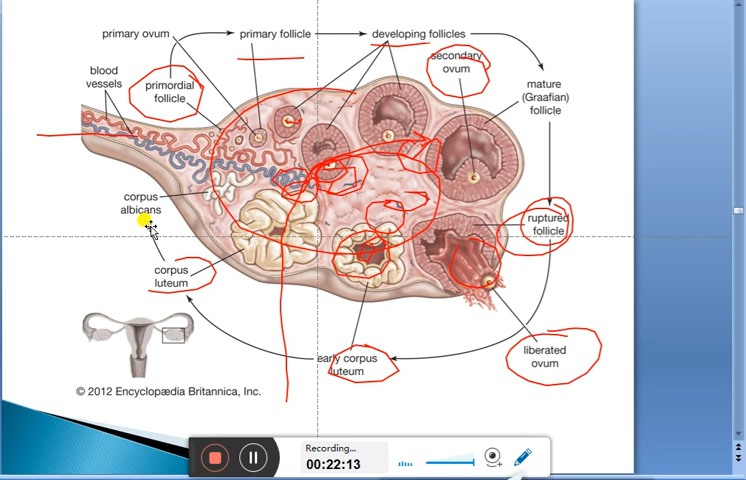 primary ovum
primary follicle
developing follicles
secondary
ovum
blood
vessels
primordial
follicle
mature
(Graafian)
follicle
corpus
albicans
ruptured
follicle
corpus
luteum
early corpus
luteum
liberated
ovum
© 2012 Encyclopædia Britannica, Inc.
Recording...
00:22:13